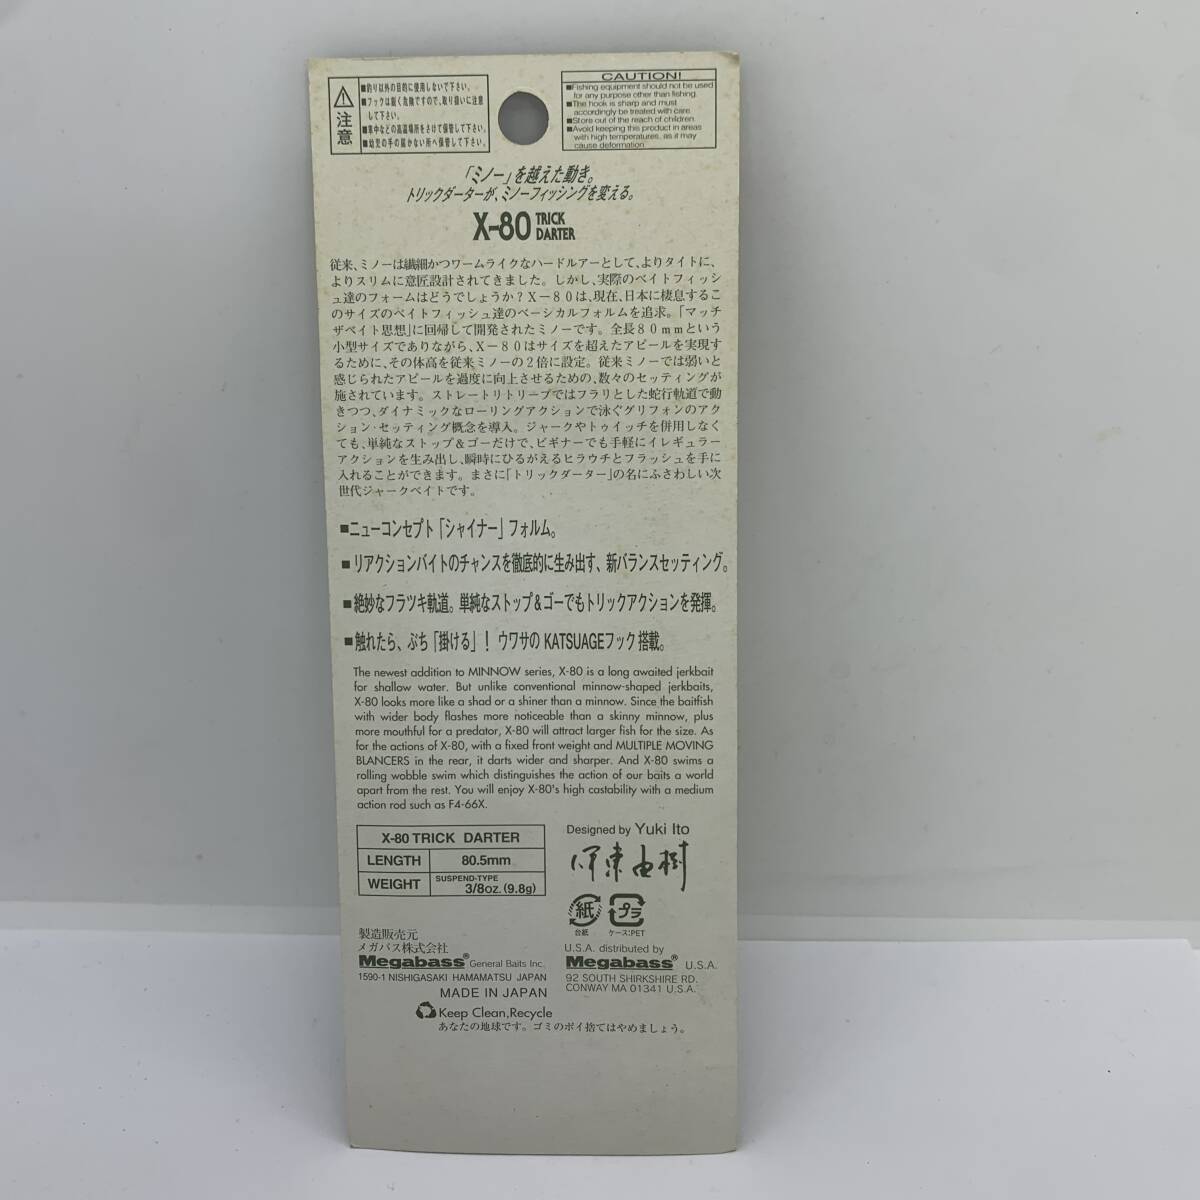 注意
■釣り以外の目的に使用しないで下さい。
■フックは鋭く危険ですので、取り扱いに注意
して下さい。
■車中などの高温場所をさけて保管して下さい。
■幼児の手の届かない所へ保管して下さい。
CAUTION!
■Fishing equipment should not be used
for any purpose other than fishing.
■The hook is sharp and must
accordingly be treated with care.
■Store out of the reach of children.
■Avoid keeping this product in areas
with high temperatures, as it may
cause deformation.
「ミノー」を越えた動き。
トリックダーターが、ミノーフィッシングを変える。
X-80 TRICK
DARTER
従来、ミノーは繊細かつワームライクなハードルアーとして、よりタイトに、
よりスリムに意匠設計されてきました。しかし、実際のベイトフィッシ
ュ達のフォームはどうでしょうか？X－80は、現在、日本に棲息するこ
のサイズのベイトフィッシュ達のベーシカルフォルムを追求。「マッチ
ザベイト思想」に回帰して開発されたミノーです。全長80mmという
小型サイズでありながら、X－80はサイズを超えたアピールを実現す
るために、その体高を従来ミノーの2倍に設定。従来ミノーでは弱いと
感じられたアピールを過度に向上させるための、数々のセッティングが
施されています。ストレートリトリーブではフラリとした蛇行軌道で動
きつつ、ダイナミックなローリングアクションで泳ぐグリフォンのアク
ション・セッティング概念を導入。ジャークやトゥイッチを併用しなく
ても、単純なストップ＆ゴーだけで、ビギナーでも手軽にイレギュラー
アクションを生み出し、瞬時にひるがえるヒラウチとフラッシュを手に
入れることができます。まさに「トリックダーター」の名にふさわしい次
世代ジャークベイトです。
■ニューコンセプト「シャイナー」フォルム。
■リアクションバイトのチャンスを徹底的に生み出す、新バランスセッティング。
■絶妙なフラツキ軌道。単純なストップ&ゴーでもトリックアクションを発揮。
■触れたら、ぶち「掛ける」！ ウワサの KATSUAGEフック搭載。
The newest addition to MINNOW series, X-80 is a long awaited jerkbait
for shallow water. But unlike conventional minnow-shaped jerkbaits,
X-80 looks more like a shad or a shiner than a minnow. Since the baitfish
with wider body flashes more noticeable than a skinny minnow, plus
more mouthful for a predator, X-80 will attract larger fish for the size. As
for the actions of X-80, with a fixed front weight and MULTIPLE MOVING
BLANCERS in the rear, it darts wider and sharper. And X-80 swims a
rolling wobble swim which distinguishes the action of our baits a world
apart from the rest. You will enjoy X-80's high castability with a medium
action rod such as F4-66X.
X-80 TRICK DARTER
LENGTH 80.5mm
WEIGHT SUSPEND-TYPE
3/8oz.(9.8g)
Designed by Yuki Ito
伊東由樹
紙 プラ
台紙 ケース:PET
製造販売元
メガバス株式会社
Megabass® General Baits Inc.
1590-1 NISHIGASAKI HAMAMATSU JAPAN
MADE IN JAPAN
U.S.A. distributed by
Megabass® U.S.A.
92 SOUTH SHIRKSHIRE RD.
CONWAY MA 01341 U.S.A.
Keep Clean,Recycle
あなたの地球です。ゴミのポイ捨てはやめましょう。